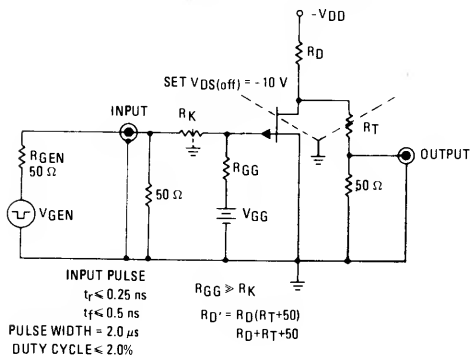 -VDD
RD
SET VDS(off) = -10 V
INPUT
RK
RT
OUTPUT
RGEN
50 Ω
VGEN
50 Ω
RGG
VGG
50 Ω
INPUT PULSE
tr ≤ 0.25 ns
tf ≤ 0.5 ns
PULSE WIDTH = 2.0 μs
DUTY CYCLE ≤ 2.0%
RGG ≫ RK
RD' = RD(RT+50)
RD+RT+50